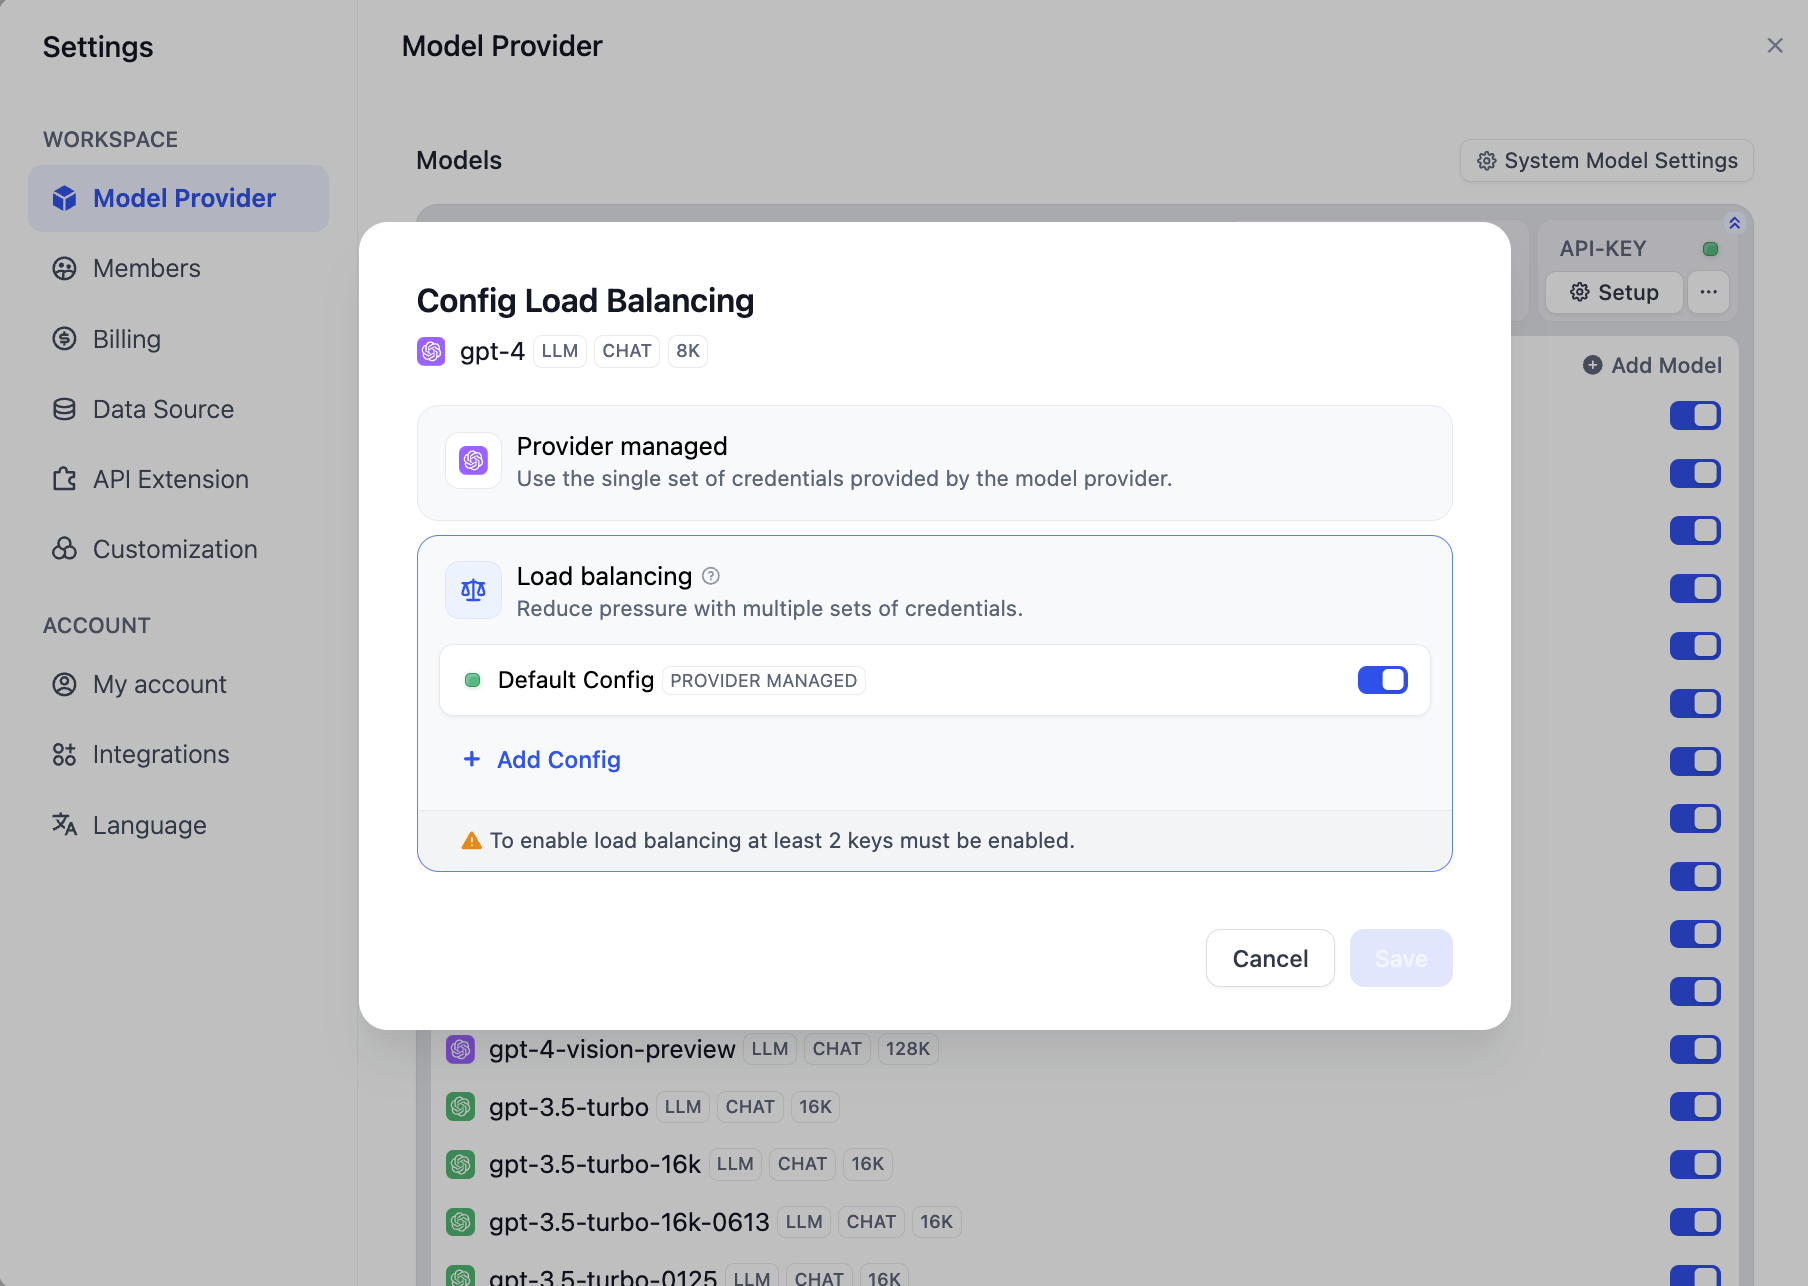 Settings
WORKSPACE
Model Provider
Members
Billing
Data Source
API Extension
Customization
ACCOUNT
My account
Integrations
Language
Model Provider
Models
System Model Settings
API-KEY
Setup
Add Model
Config Load Balancing
gpt-4 LLM CHAT 8K
Provider managed
Use the single set of credentials provided by the model provider.
Load balancing
Reduce pressure with multiple sets of credentials.
Default Config PROVIDER MANAGED
+ Add Config
To enable load balancing at least 2 keys must be enabled.
Cancel Save
gpt-4-vision-preview LLM CHAT 128K
gpt-3.5-turbo LLM CHAT 16K
gpt-3.5-turbo-16k LLM CHAT 16K
gpt-3.5-turbo-16k-0613 LLM CHAT 16K
gpt-3.5-turbo-0125 LLM CHAT 16K